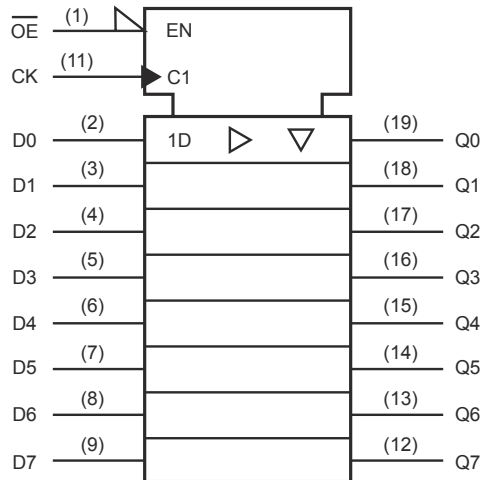 (1)
O̅E̅ EN
(11)
CK C1
(2) (19)
D0 1D Q0
(3) (18)
D1 Q1
(4) (17)
D2 Q2
(5) (16)
D3 Q3
(6) (15)
D4 Q4
(7) (14)
D5 Q5
(8) (13)
D6 Q6
(9) (12)
D7 Q7